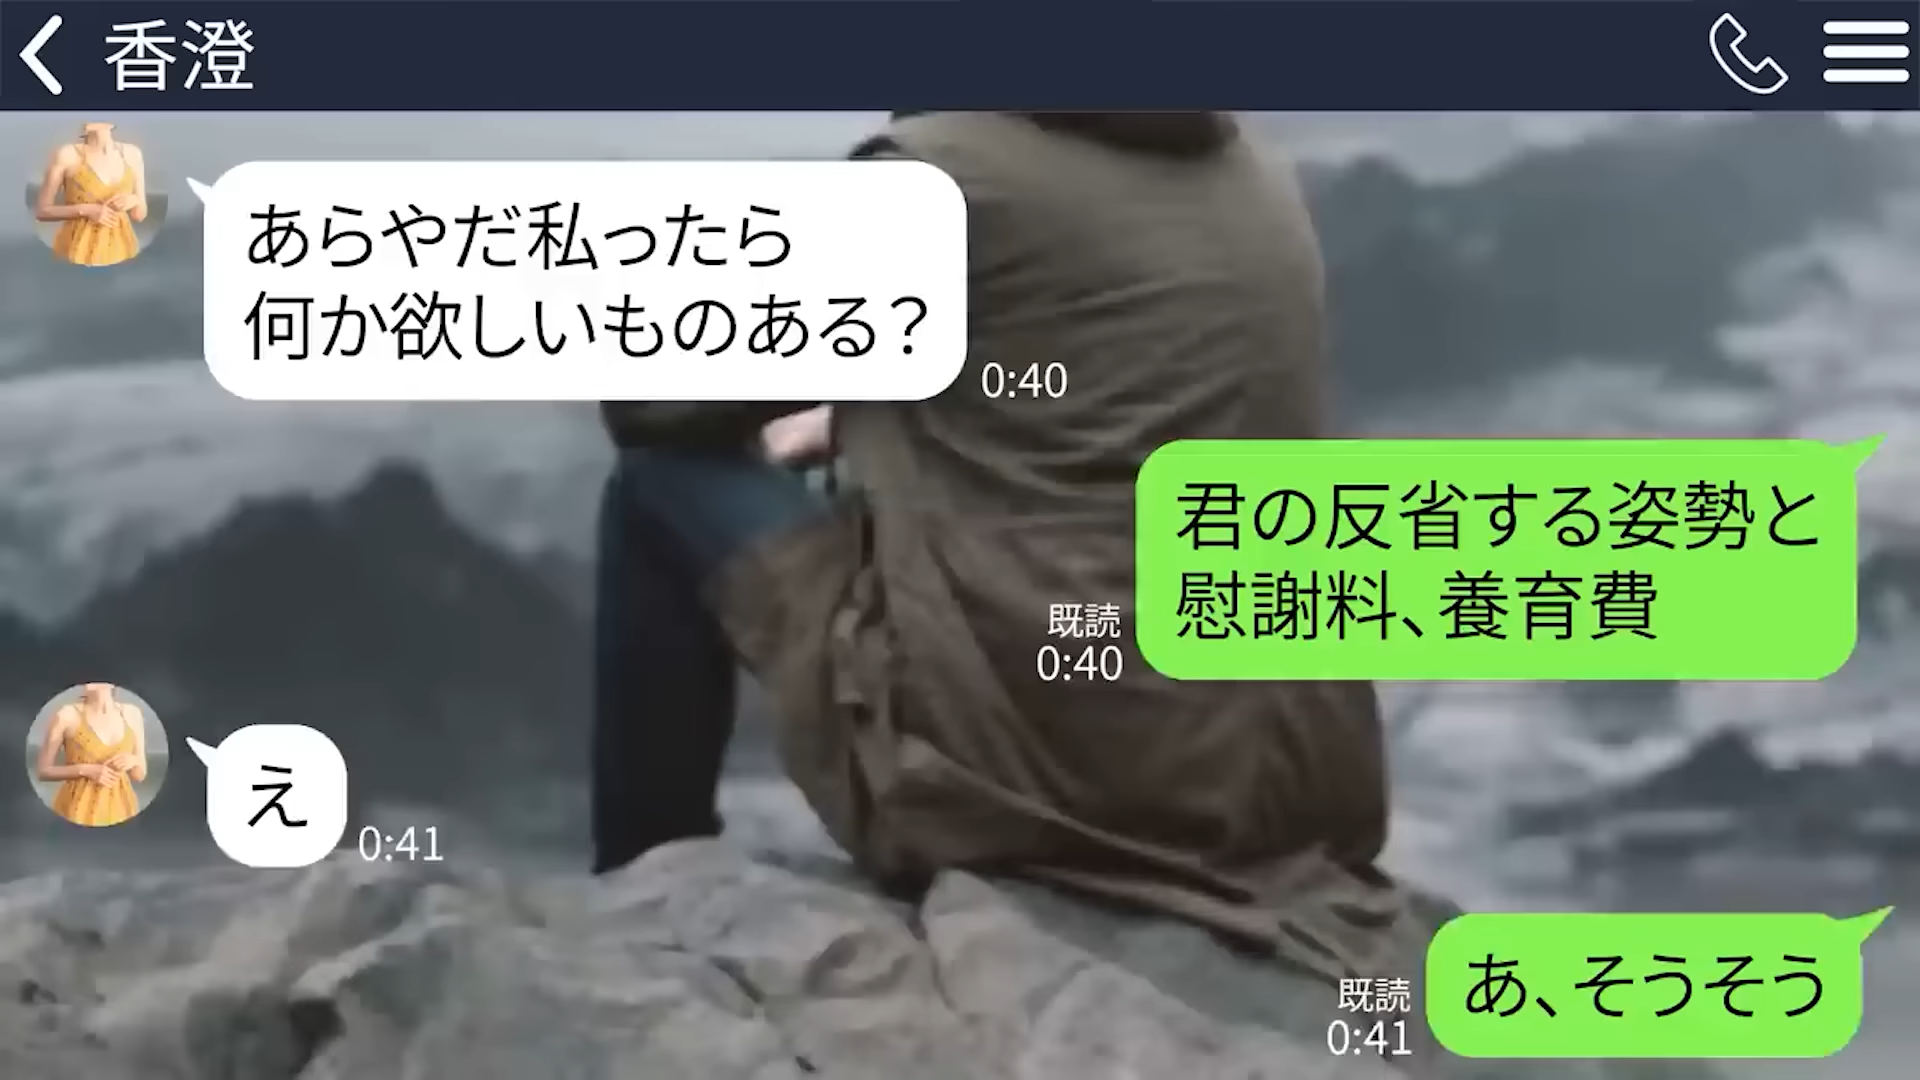 香澄
あらやだ私ったら
何か欲しいものある？
0:40
君の反省する姿勢と
慰謝料、養育費
既読
0:40
え
0:41
あ、そうそう
既読
0:41